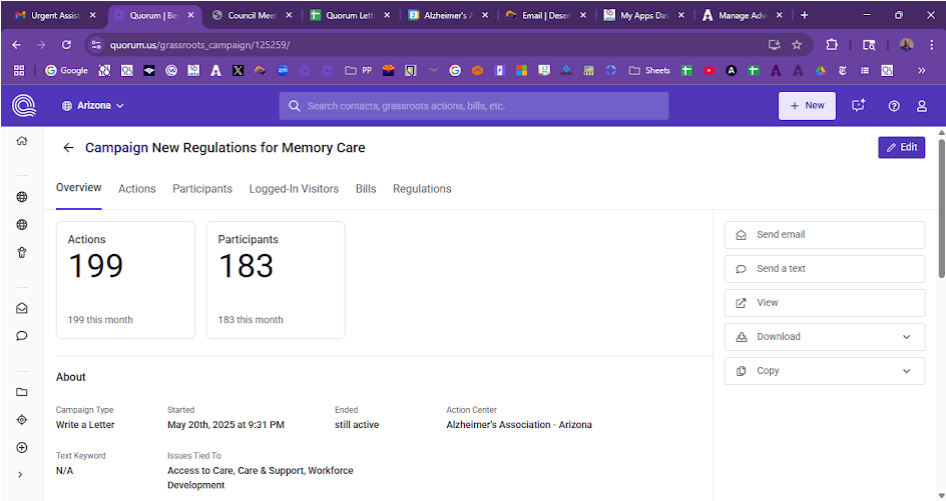 Urgent Assist
Quorum | Be
Council Meet
Quorum Lette
Alzheimer's A
Email | Deser
My Apps Das
Manage Adv
quorum.us/grassroots_campaign/125259/
Google
PP
Sheets
Arizona
Search contacts, grassroots actions, bills, etc.
+ New
Campaign New Regulations for Memory Care
Edit
Overview
Actions
Participants
Logged-In Visitors
Bills
Regulations
Actions
199
199 this month
Participants
183
183 this month
Send email
Send a text
View
Download
Copy
About
Campaign Type
Write a Letter
Started
May 20th, 2025 at 9:31 PM
Ended
still active
Action Center
Alzheimer's Association - Arizona
Text Keyword
N/A
Issues Tied To
Access to Care, Care & Support, Workforce
Development